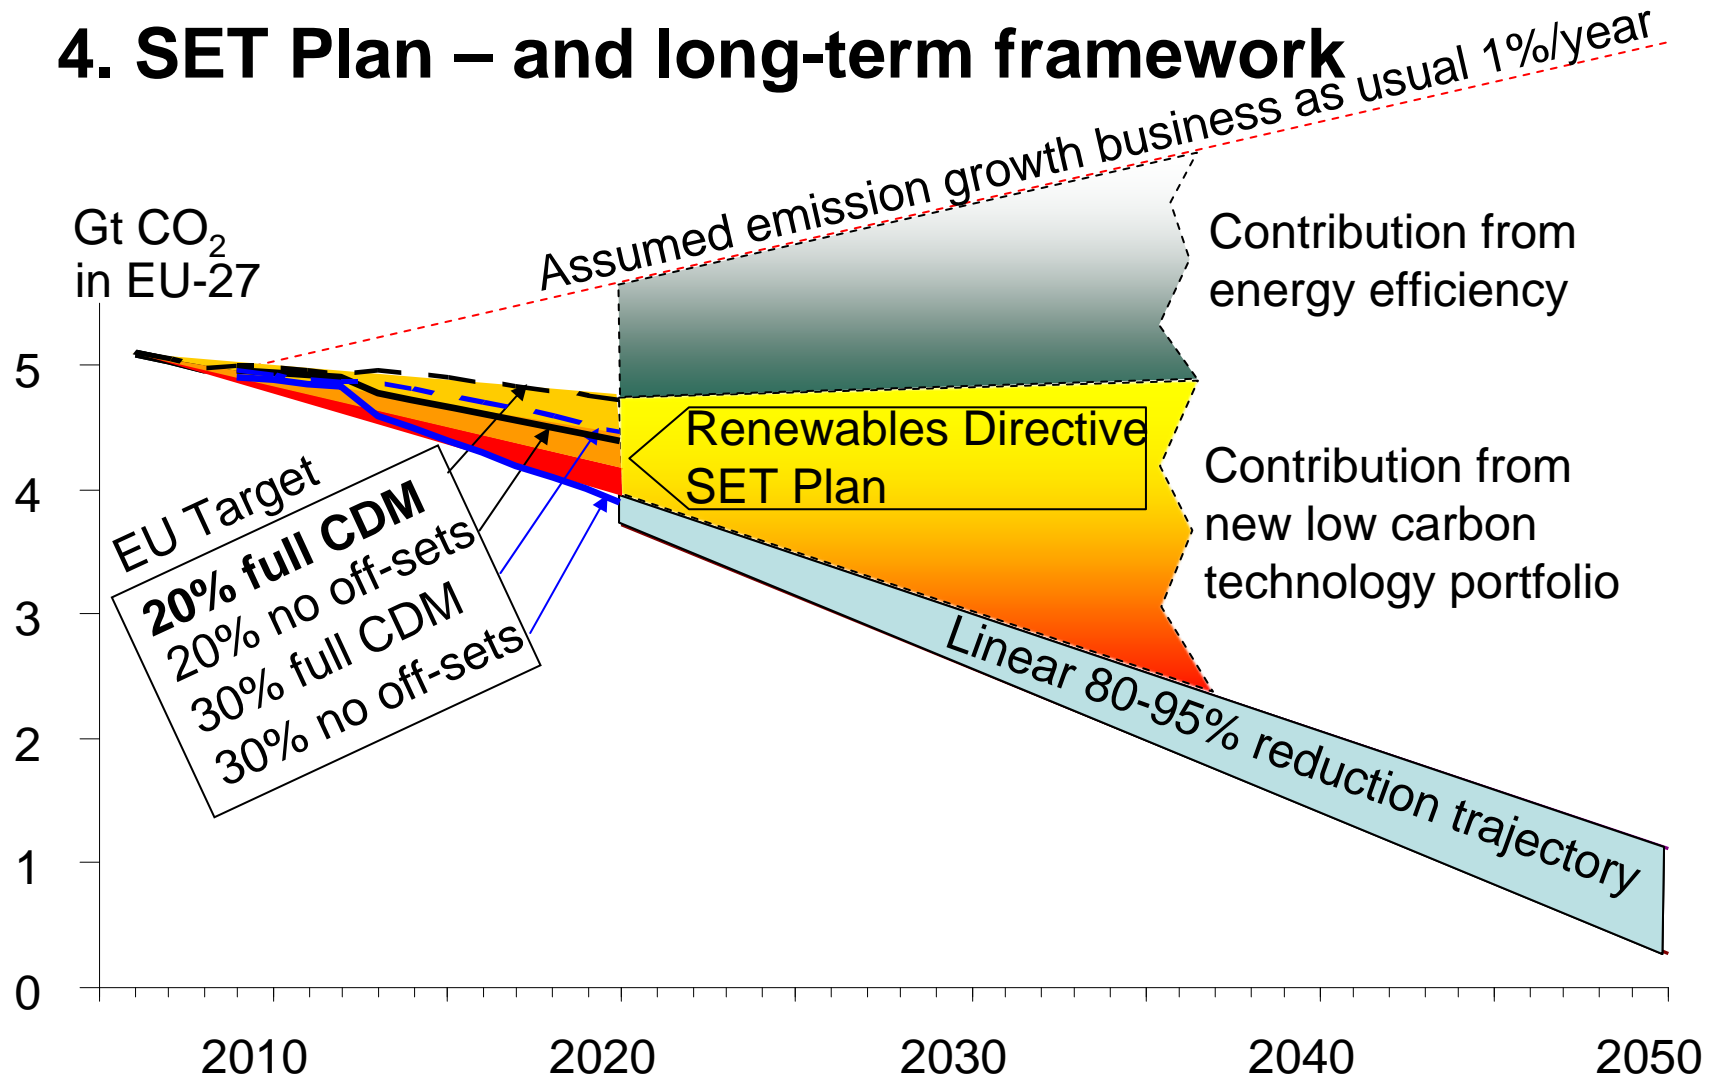 4. SET Plan – and long-term framework
Assumed emission growth business as usual 1%/year
Gt CO₂
in EU-27
Contribution from
energy efficiency
5
4
3
2
1
0
Renewables Directive
SET Plan
Contribution from
new low carbon
technology portfolio
EU Target
20% full CDM
20% no off-sets
30% full CDM
30% no off-sets
Linear 80-95% reduction trajectory
2010 2020 2030 2040 2050